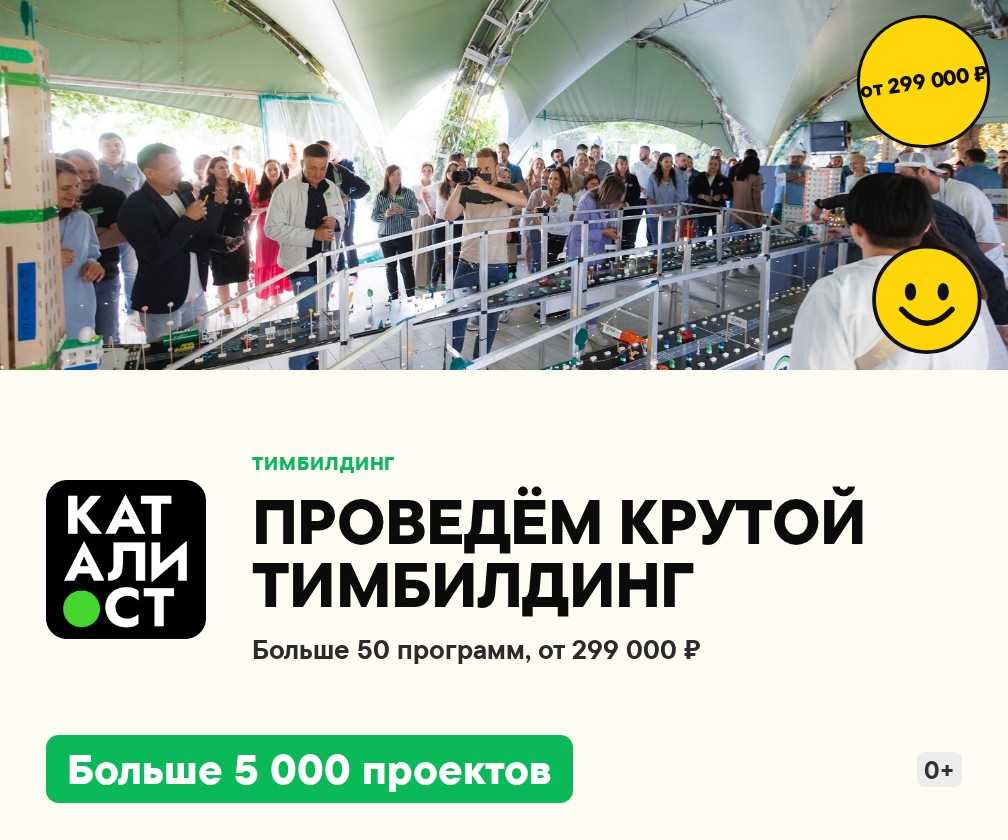 от 299 000 ₽
ТИМБИЛДИНГ
КАТ
АЛИ
СТ
ПРОВЕДЁМ КРУТОЙ
ТИМБИЛДИНГ
Больше 50 программ, от 299 000 ₽
Больше 5 000 проектов
0+